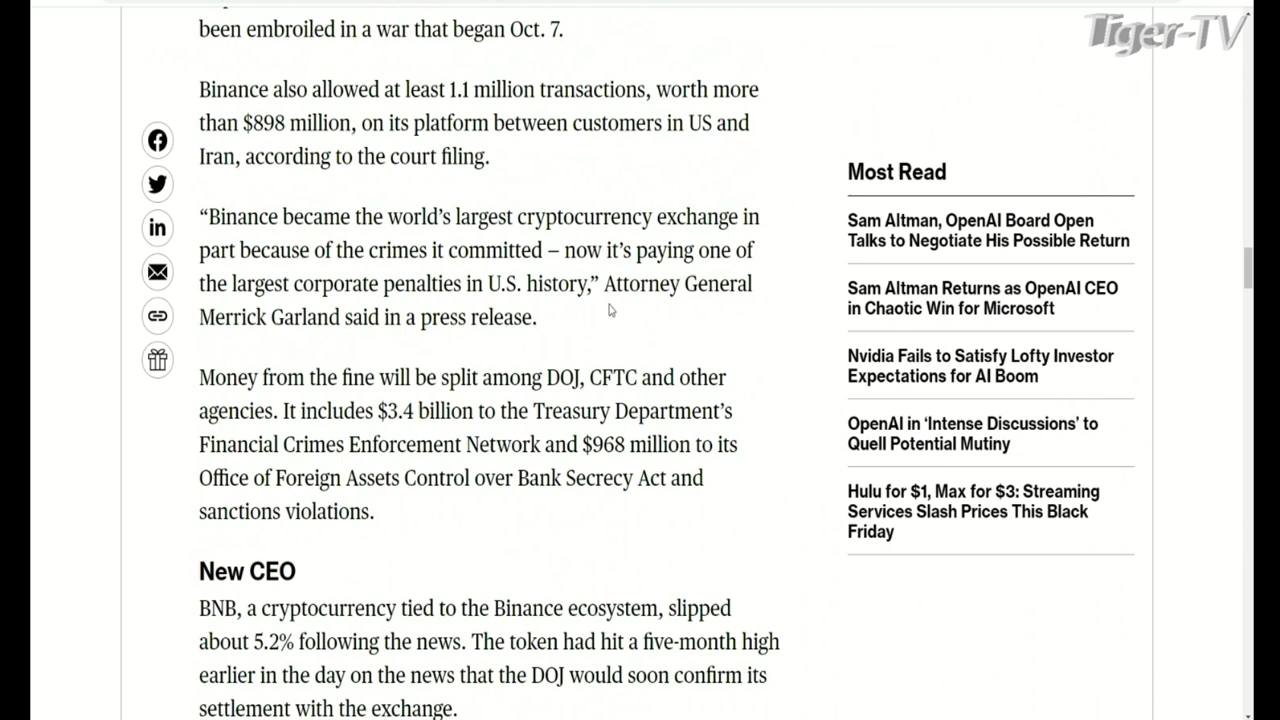 Tiger-TV
been embroiled in a war that began Oct. 7.
Binance also allowed at least 1.1 million transactions, worth more
than $898 million, on its platform between customers in US and
Iran, according to the court filing.
“Binance became the world’s largest cryptocurrency exchange in
part because of the crimes it committed – now it’s paying one of
the largest corporate penalties in U.S. history,” Attorney General
Merrick Garland said in a press release.
Money from the fine will be split among DOJ, CFTC and other
agencies. It includes $3.4 billion to the Treasury Department’s
Financial Crimes Enforcement Network and $968 million to its
Office of Foreign Assets Control over Bank Secrecy Act and
sanctions violations.
New CEO
BNB, a cryptocurrency tied to the Binance ecosystem, slipped
about 5.2% following the news. The token had hit a five-month high
earlier in the day on the news that the DOJ would soon confirm its
settlement with the exchange.
Most Read
Sam Altman, OpenAI Board Open
Talks to Negotiate His Possible Return
Sam Altman Returns as OpenAI CEO
in Chaotic Win for Microsoft
Nvidia Fails to Satisfy Lofty Investor
Expectations for AI Boom
OpenAI in ‘Intense Discussions’ to
Quell Potential Mutiny
Hulu for $1, Max for $3: Streaming
Services Slash Prices This Black
Friday